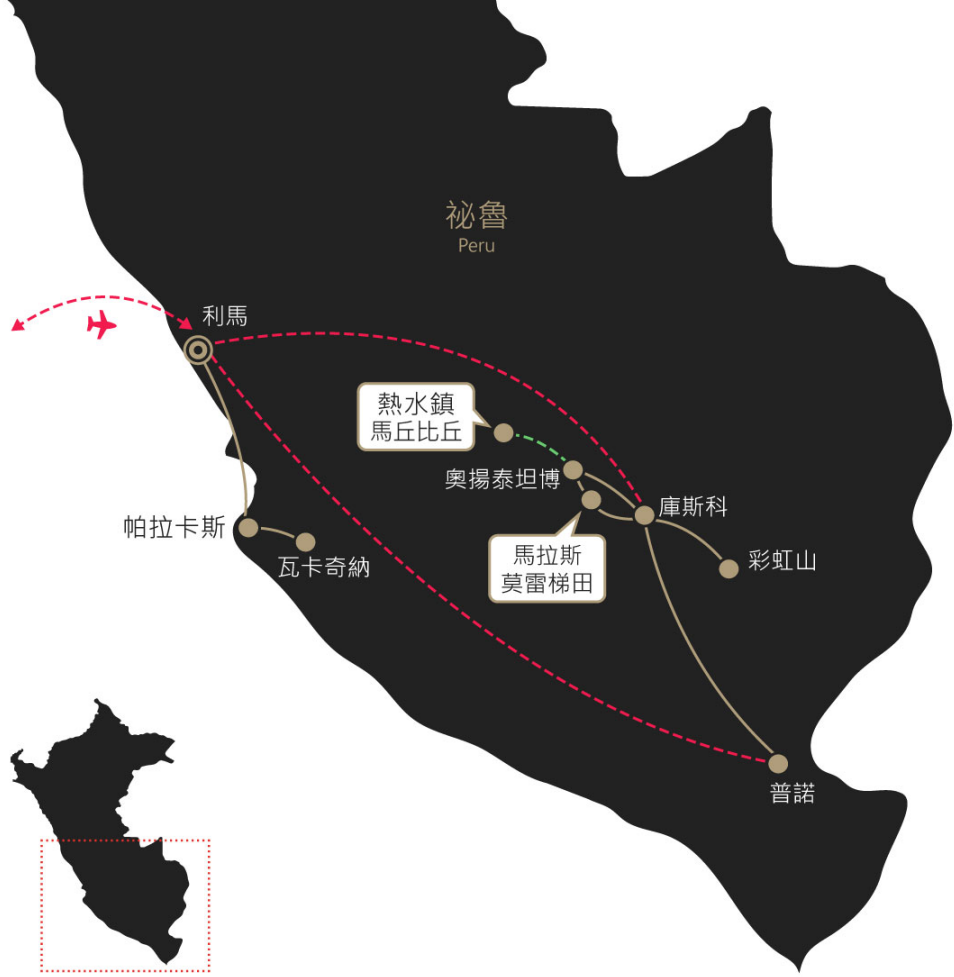 祕魯
Peru
利馬
熱水鎮
馬丘比丘
奧揚泰坦博
庫斯科
帕拉卡斯
瓦卡奇納
馬拉斯
莫雷梯田
彩虹山
普諾